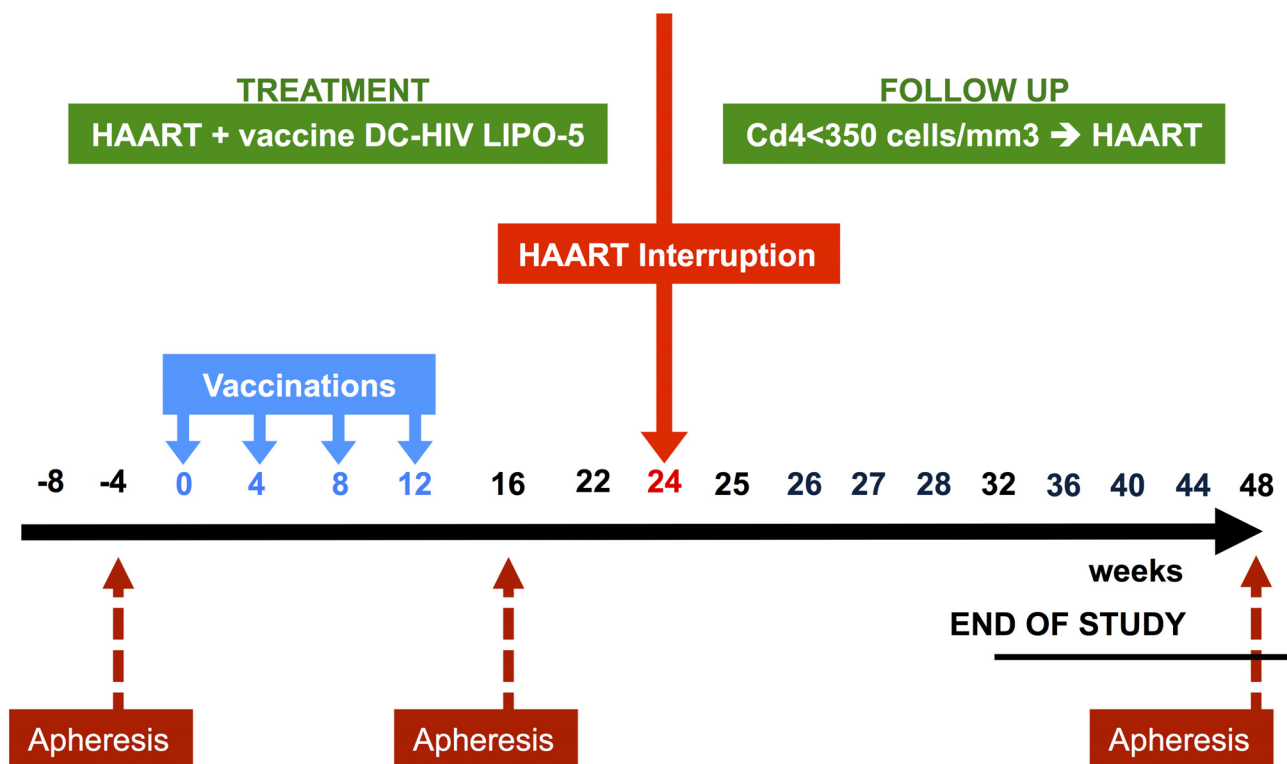 TREATMENT
HAART + vaccine DC-HIV LIPO-5
FOLLOW UP
Cd4<350 cells/mm3 ➔ HAART
HAART Interruption
Vaccinations
-8 -4 0 4 8 12 16 22 24 25 26 27 28 32 36 40 44 48
weeks
END OF STUDY
Apheresis
Apheresis
Apheresis